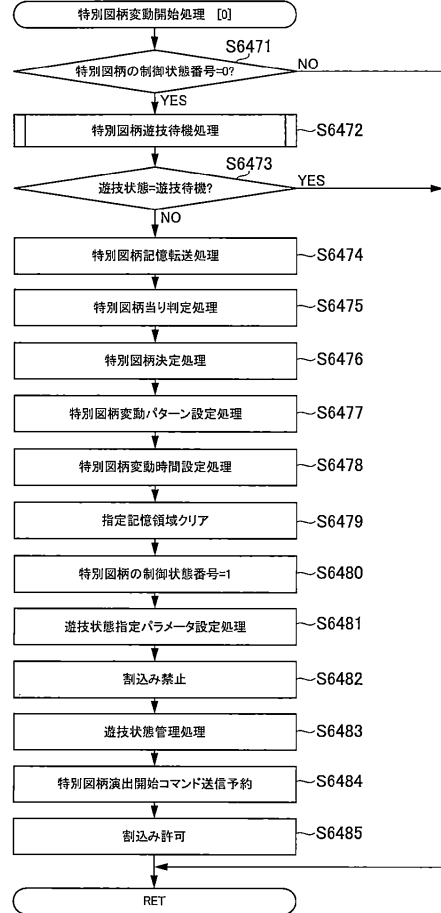 特別図柄変動開始処理 [0]
S6471
特別図柄の制御状態番号=0?
NO
YES
特別図柄遊技待機処理
S6472
S6473
遊技状態=遊技待機?
YES
NO
特別図柄記憶転送処理
S6474
特別図柄当り判定処理
S6475
特別図柄決定処理
S6476
特別図柄変動パターン設定処理
S6477
特別図柄変動時間設定処理
S6478
指定記憶領域クリア
S6479
特別図柄の制御状態番号=1
S6480
遊技状態指定パラメータ設定処理
S6481
割込み禁止
S6482
遊技状態管理処理
S6483
特別図柄演出開始コマンド送信予約
S6484
割込み許可
S6485
RET